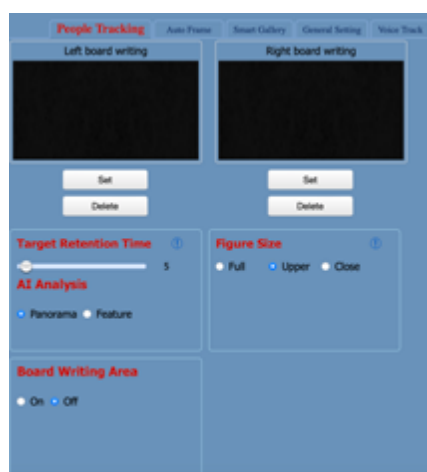 People Tracking Auto Frame Smart Gallery General Setting Voice Track
Left board writing Right board writing
Set Set
Delete Delete
Target Retention Time ? Figure Size ?
5 Full Upper Close
AI Analysis
Panorama Feature
Board Writing Area
On Off